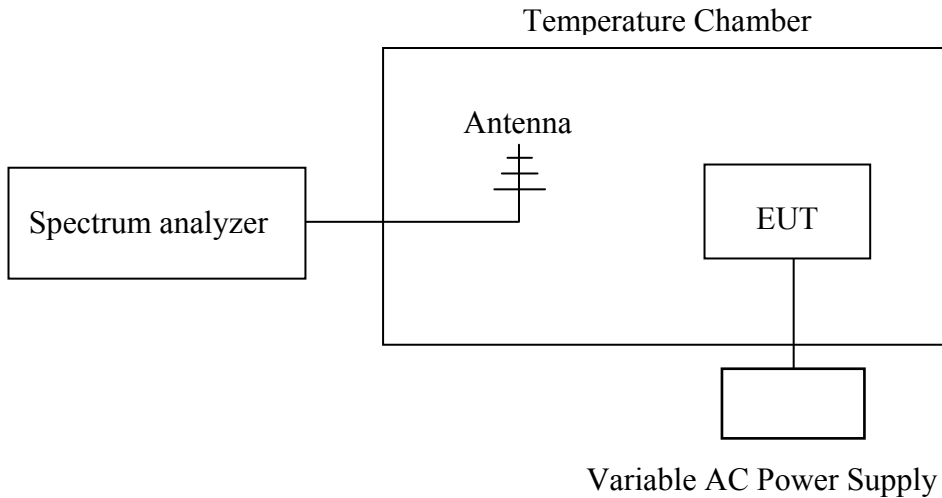 Temperature Chamber
Antenna
Spectrum analyzer
EUT
Variable AC Power Supply